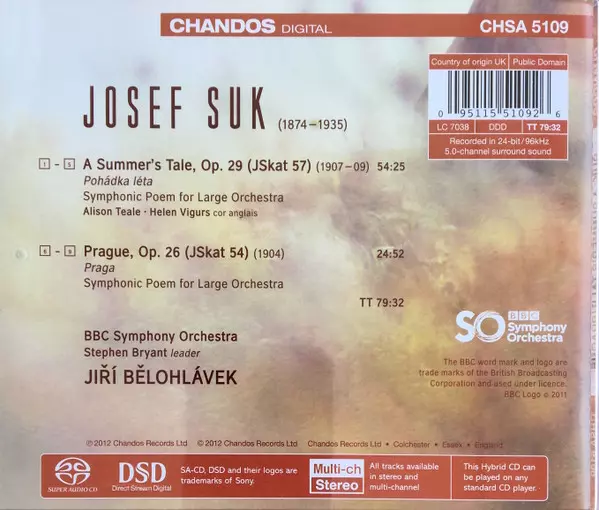 CHANDOS DIGITAL
CHSA 5109
Country of origin UK
Public Domain
0 95115 51092 6
LC 7038
DDD
TT 79:32
Recorded in 24-bit/96kHz
5.0-channel surround sound
JOSEF SUK (1874–1935)
1 - 5 A Summer's Tale, Op. 29 (JSkat 57) (1907–09) 54:25
Pohádka léta
Symphonic Poem for Large Orchestra
Alison Teale · Helen Vigurs cor anglais
6 - 9 Prague, Op. 26 (JSkat 54) (1904) 24:52
Praga
Symphonic Poem for Large Orchestra
TT 79:32
BBC Symphony Orchestra
Stephen Bryant leader
JIŘÍ BĚLOHLÁVEK
SO BBC
Symphony
Orchestra
The BBC word mark and logo are
trade marks of the British Broadcasting
Corporation and used under licence.
BBC Logo © 2011
℗ 2012 Chandos Records Ltd © 2012 Chandos Records Ltd Chandos Records Ltd • Colchester • Essex • England
SUPER AUDIO CD
DSD
Direct Stream Digital
SA-CD, DSD and their logos are
trademarks of Sony.
Multi-ch
Stereo
All tracks available
in stereo and
multi-channel
This Hybrid CD can
be played on any
standard CD player.